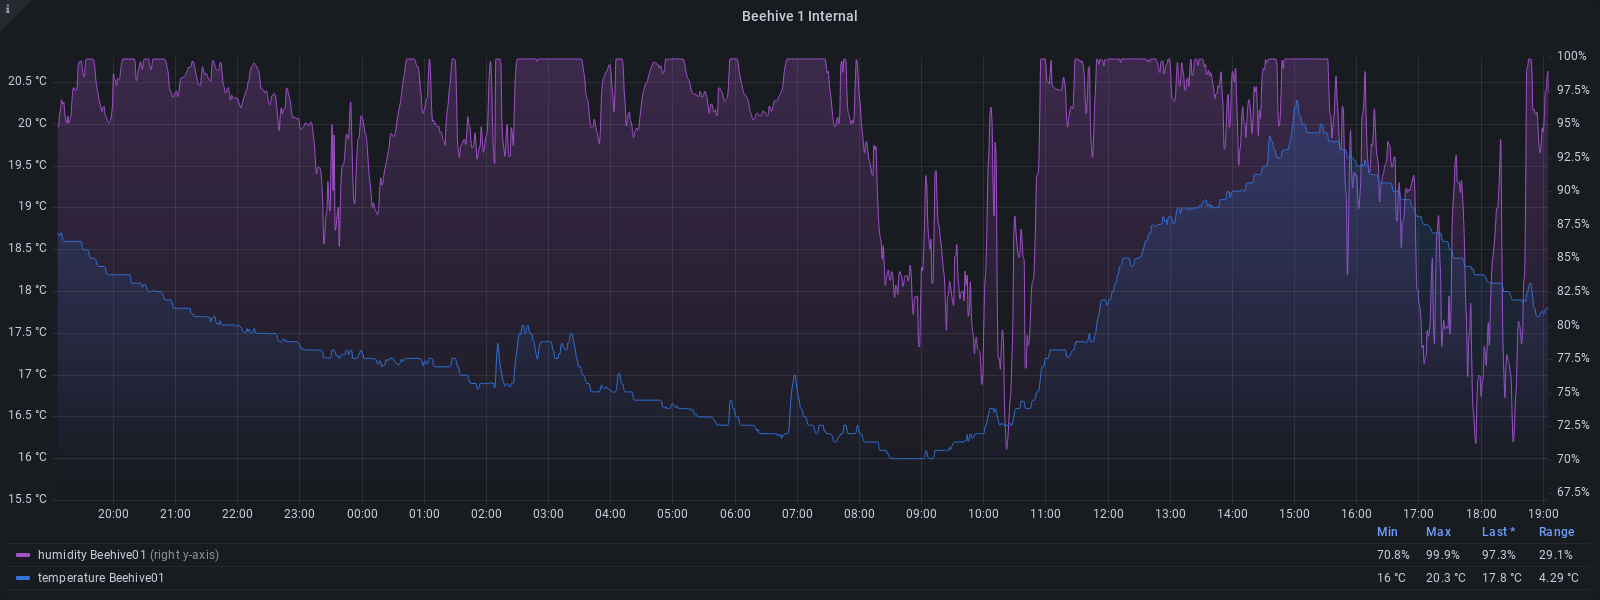 i
Beehive 1 Internal
20.5 °C
20 °C
19.5 °C
19 °C
18.5 °C
18 °C
17.5 °C
17 °C
16.5 °C
16 °C
15.5 °C
100%
97.5%
95%
92.5%
90%
87.5%
85%
82.5%
80%
77.5%
75%
72.5%
70%
67.5%
20:00 21:00 22:00 23:00 00:00 01:00 02:00 03:00 04:00 05:00 06:00 07:00 08:00 09:00 10:00 11:00 12:00 13:00 14:00 15:00 16:00 17:00 18:00 19:00
Min Max Last * Range
humidity Beehive01 (right y-axis) 70.8% 99.9% 97.3% 29.1%
temperature Beehive01 16 °C 20.3 °C 17.8 °C 4.29 °C